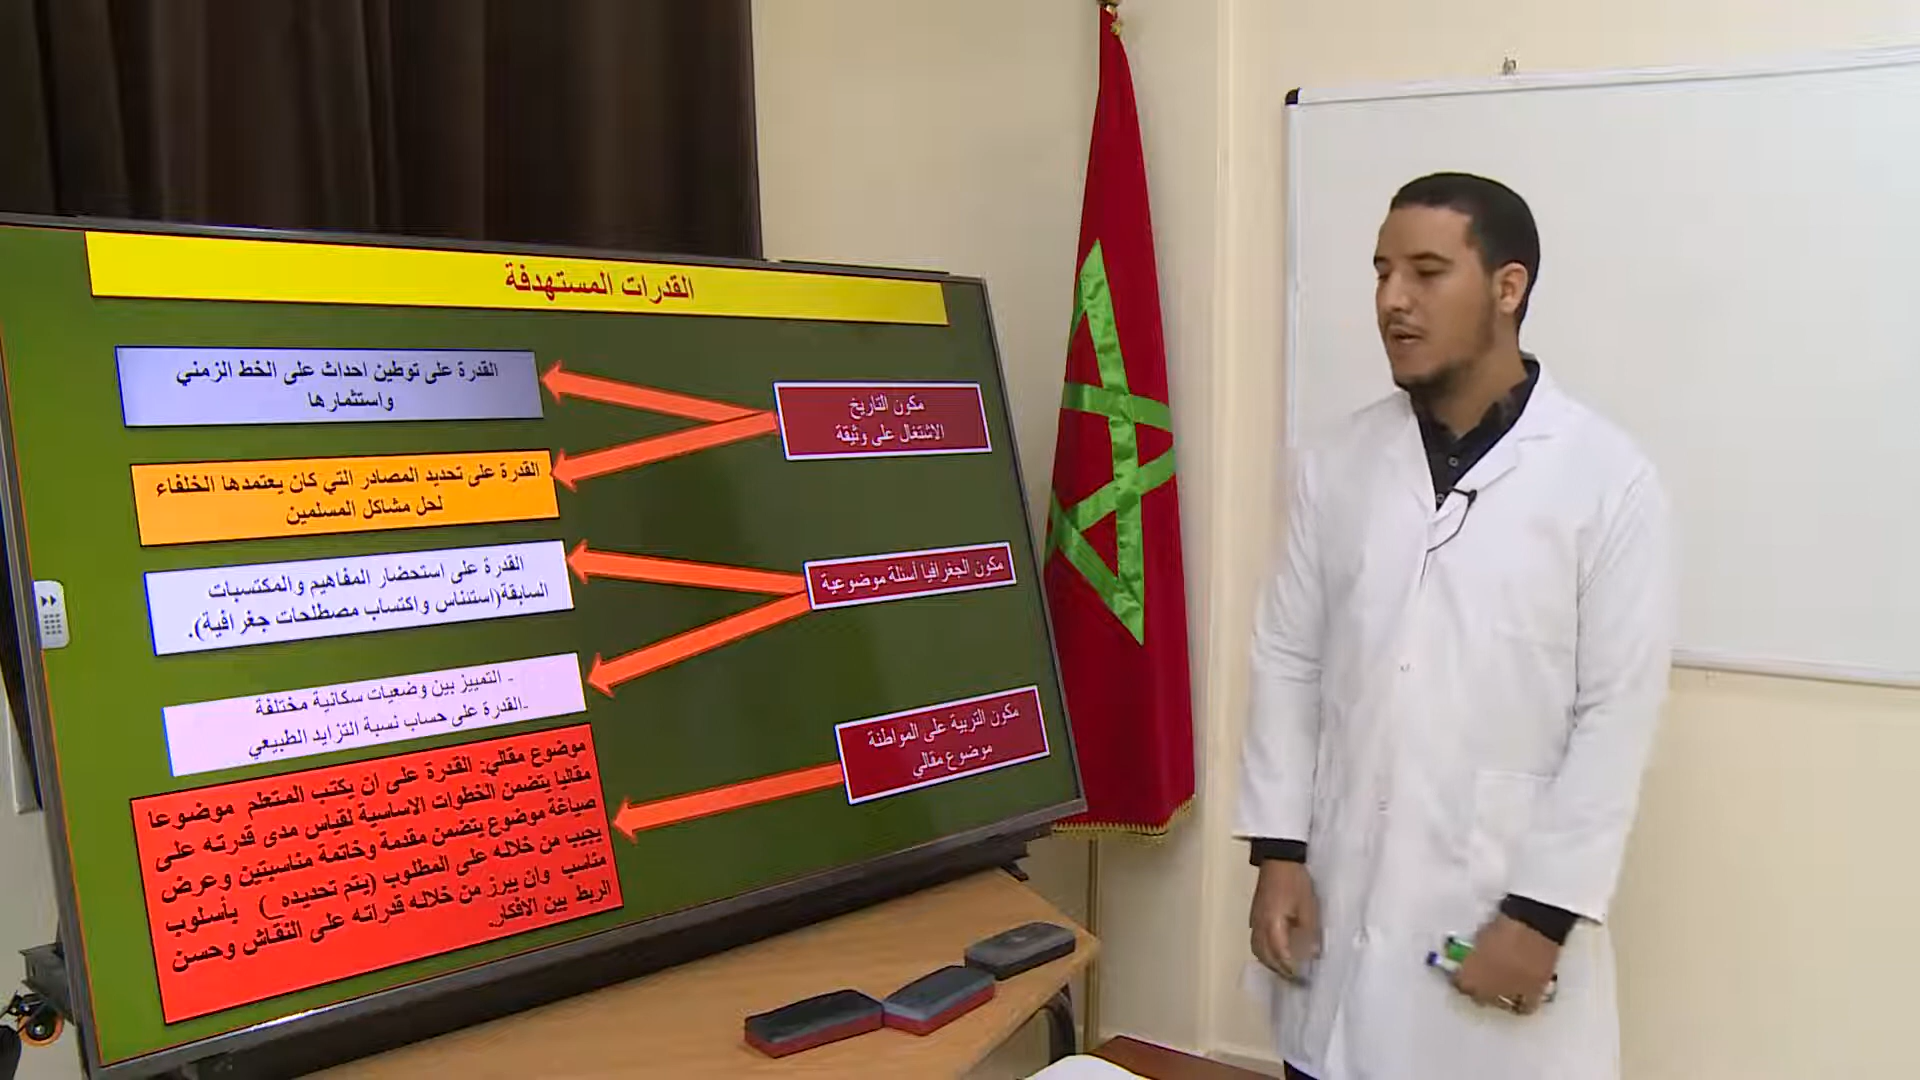 القدرات المستهدفة
مكون التاريخ
الاشتغال على وثيقة
القدرة على توطين احداث على الخط الزمني
واستثمارها
القدرة على تحديد المصادر التي كان يعتمدها الخلفاء
لحل مشاكل المسلمين
مكون الجغرافيا أسئلة موضوعية
القدرة على استحضار المفاهيم والمكتسبات
السابقة(استئناس واكتساب مصطلحات جغرافية).
- التمييز بين وضعيات سكانية مختلفة
-القدرة على حساب نسبة التزايد الطبيعي
مكون التربية على المواطنة
موضوع مقالي
موضوع مقالي: القدرة على ان يكتب المتعلم موضوعا
مقاليا يتضمن الخطوات الاساسية لقياس مدى قدرته على
صياغة موضوع يتضمن مقدمة وخاتمة مناسبتين وعرض
يجيب من خلاله على المطلوب (يتم تحديده ) بأسلوب
مناسب وان يبرز من خلاله قدراته على النقاش وحسن
الربط بين الافكار.